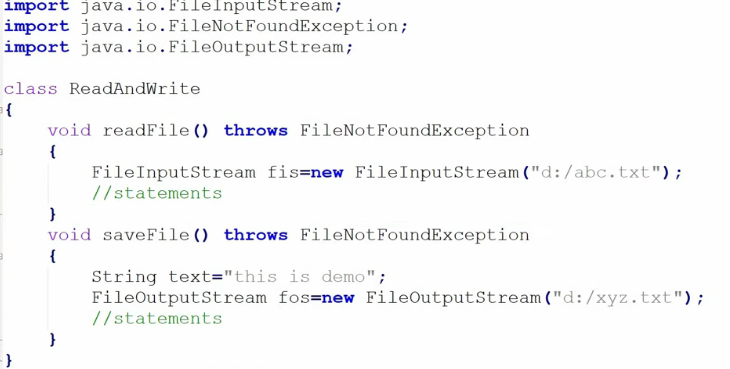 import java.io.FileInputStream;
import java.io.FileNotFoundException;
import java.io.FileOutputStream;
class ReadAndWrite
{
void readFile() throws FileNotFoundException
{
FileInputStream fis=new FileInputStream("d:/abc.txt");
//statements
}
void saveFile() throws FileNotFoundException
{
String text="this is demo";
FileOutputStream fos=new FileOutputStream("d:/xyz.txt");
//statements
}
}